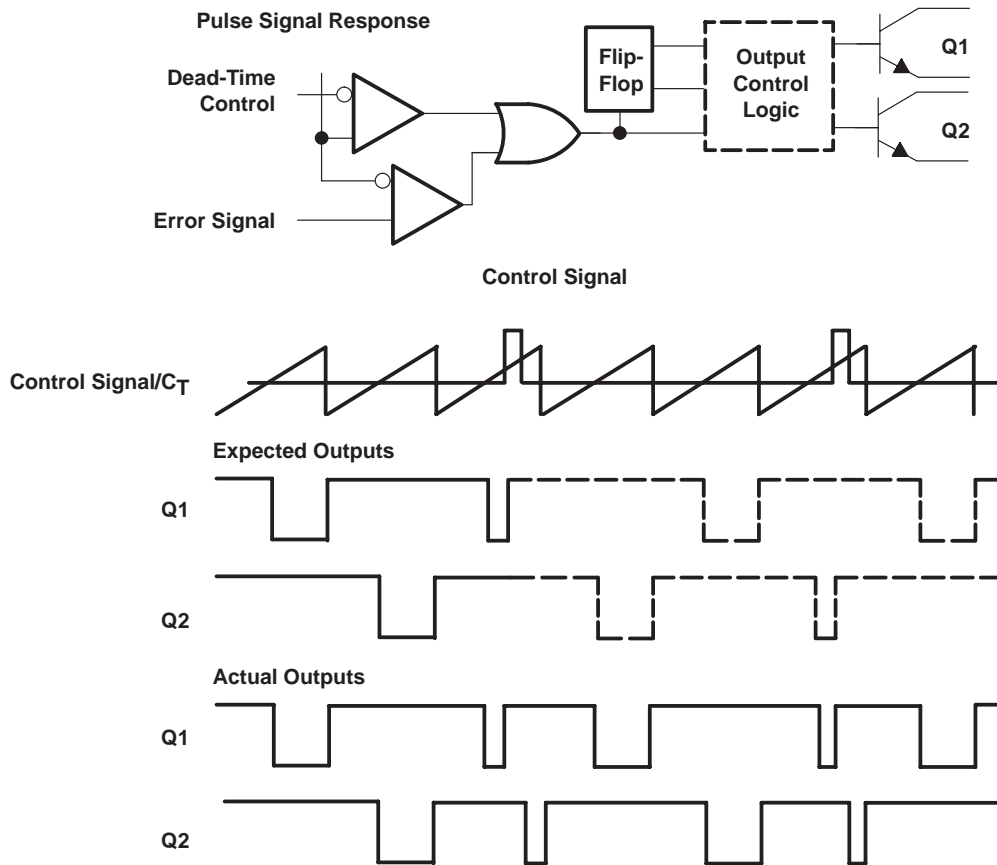 Pulse Signal Response
Dead-Time
Control
Error Signal
Flip-
Flop
Output
Control
Logic
Q1
Q2
Control Signal
Control Signal/CT
Expected Outputs
Q1
Q2
Actual Outputs
Q1
Q2